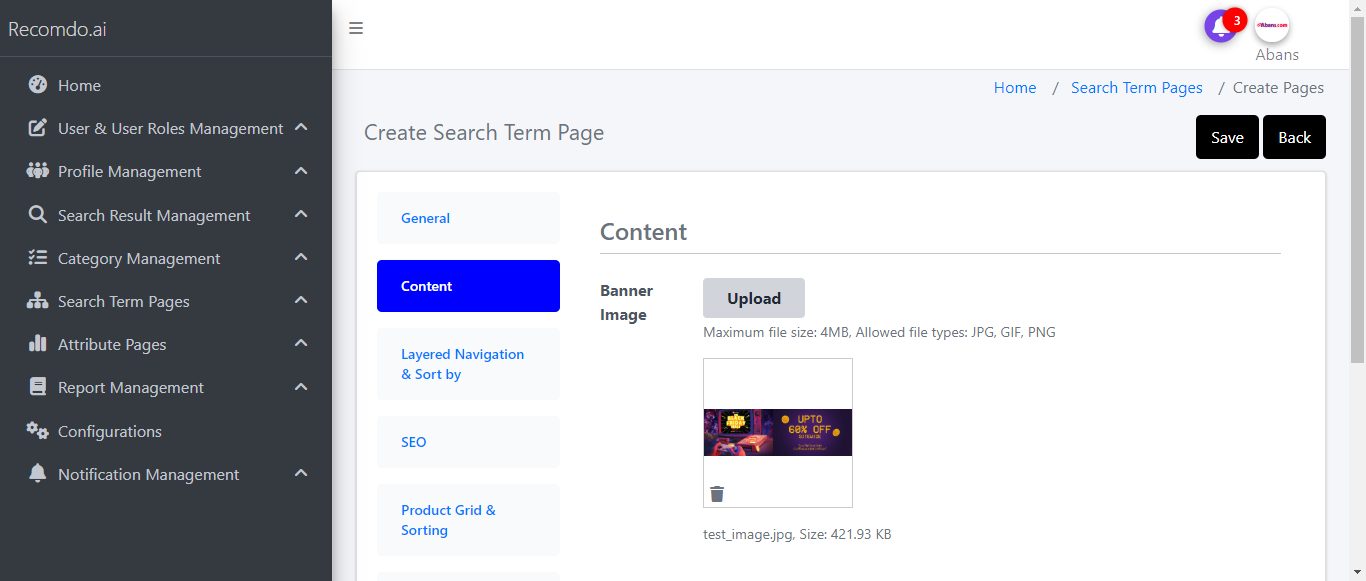 Recomdo.ai
3
Abans.com
Abans
Home
User & User Roles Management
Profile Management
Search Result Management
Category Management
Search Term Pages
Attribute Pages
Report Management
Configurations
Notification Management
Home / Search Term Pages / Create Pages
Create Search Term Page
Save
Back
General
Content
Layered Navigation
& Sort by
SEO
Product Grid &
Sorting
Content
Banner
Image
Upload
Maximum file size: 4MB, Allowed file types: JPG, GIF, PNG
BLACK
FRIDAY
UPTO
60% OFF
test_image.jpg, Size: 421.93 KB